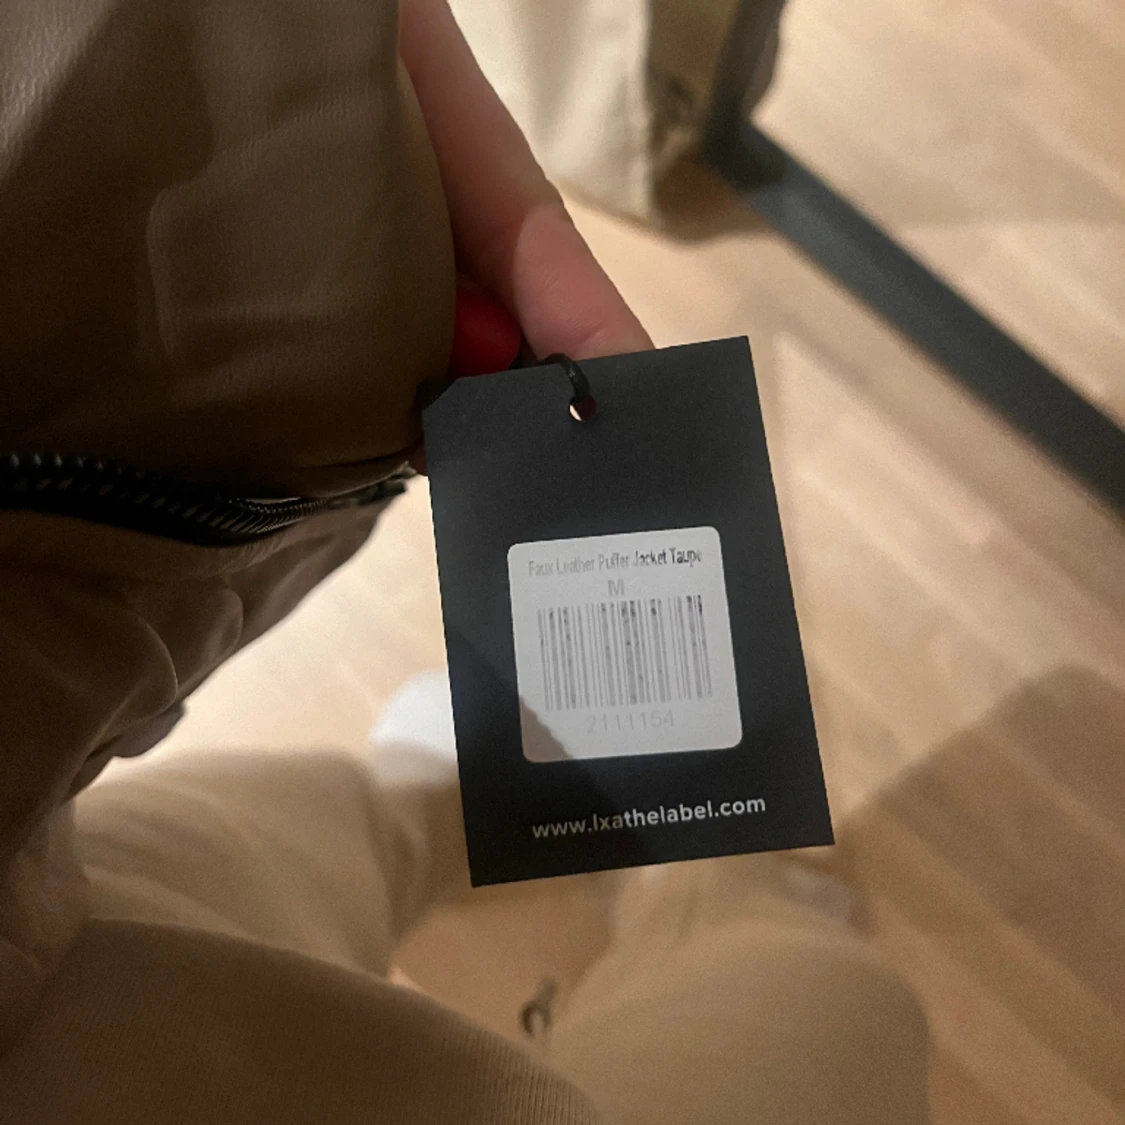 Faux Leather Puffer Jacket Taupe
M
2111154
www.lxathelabel.com